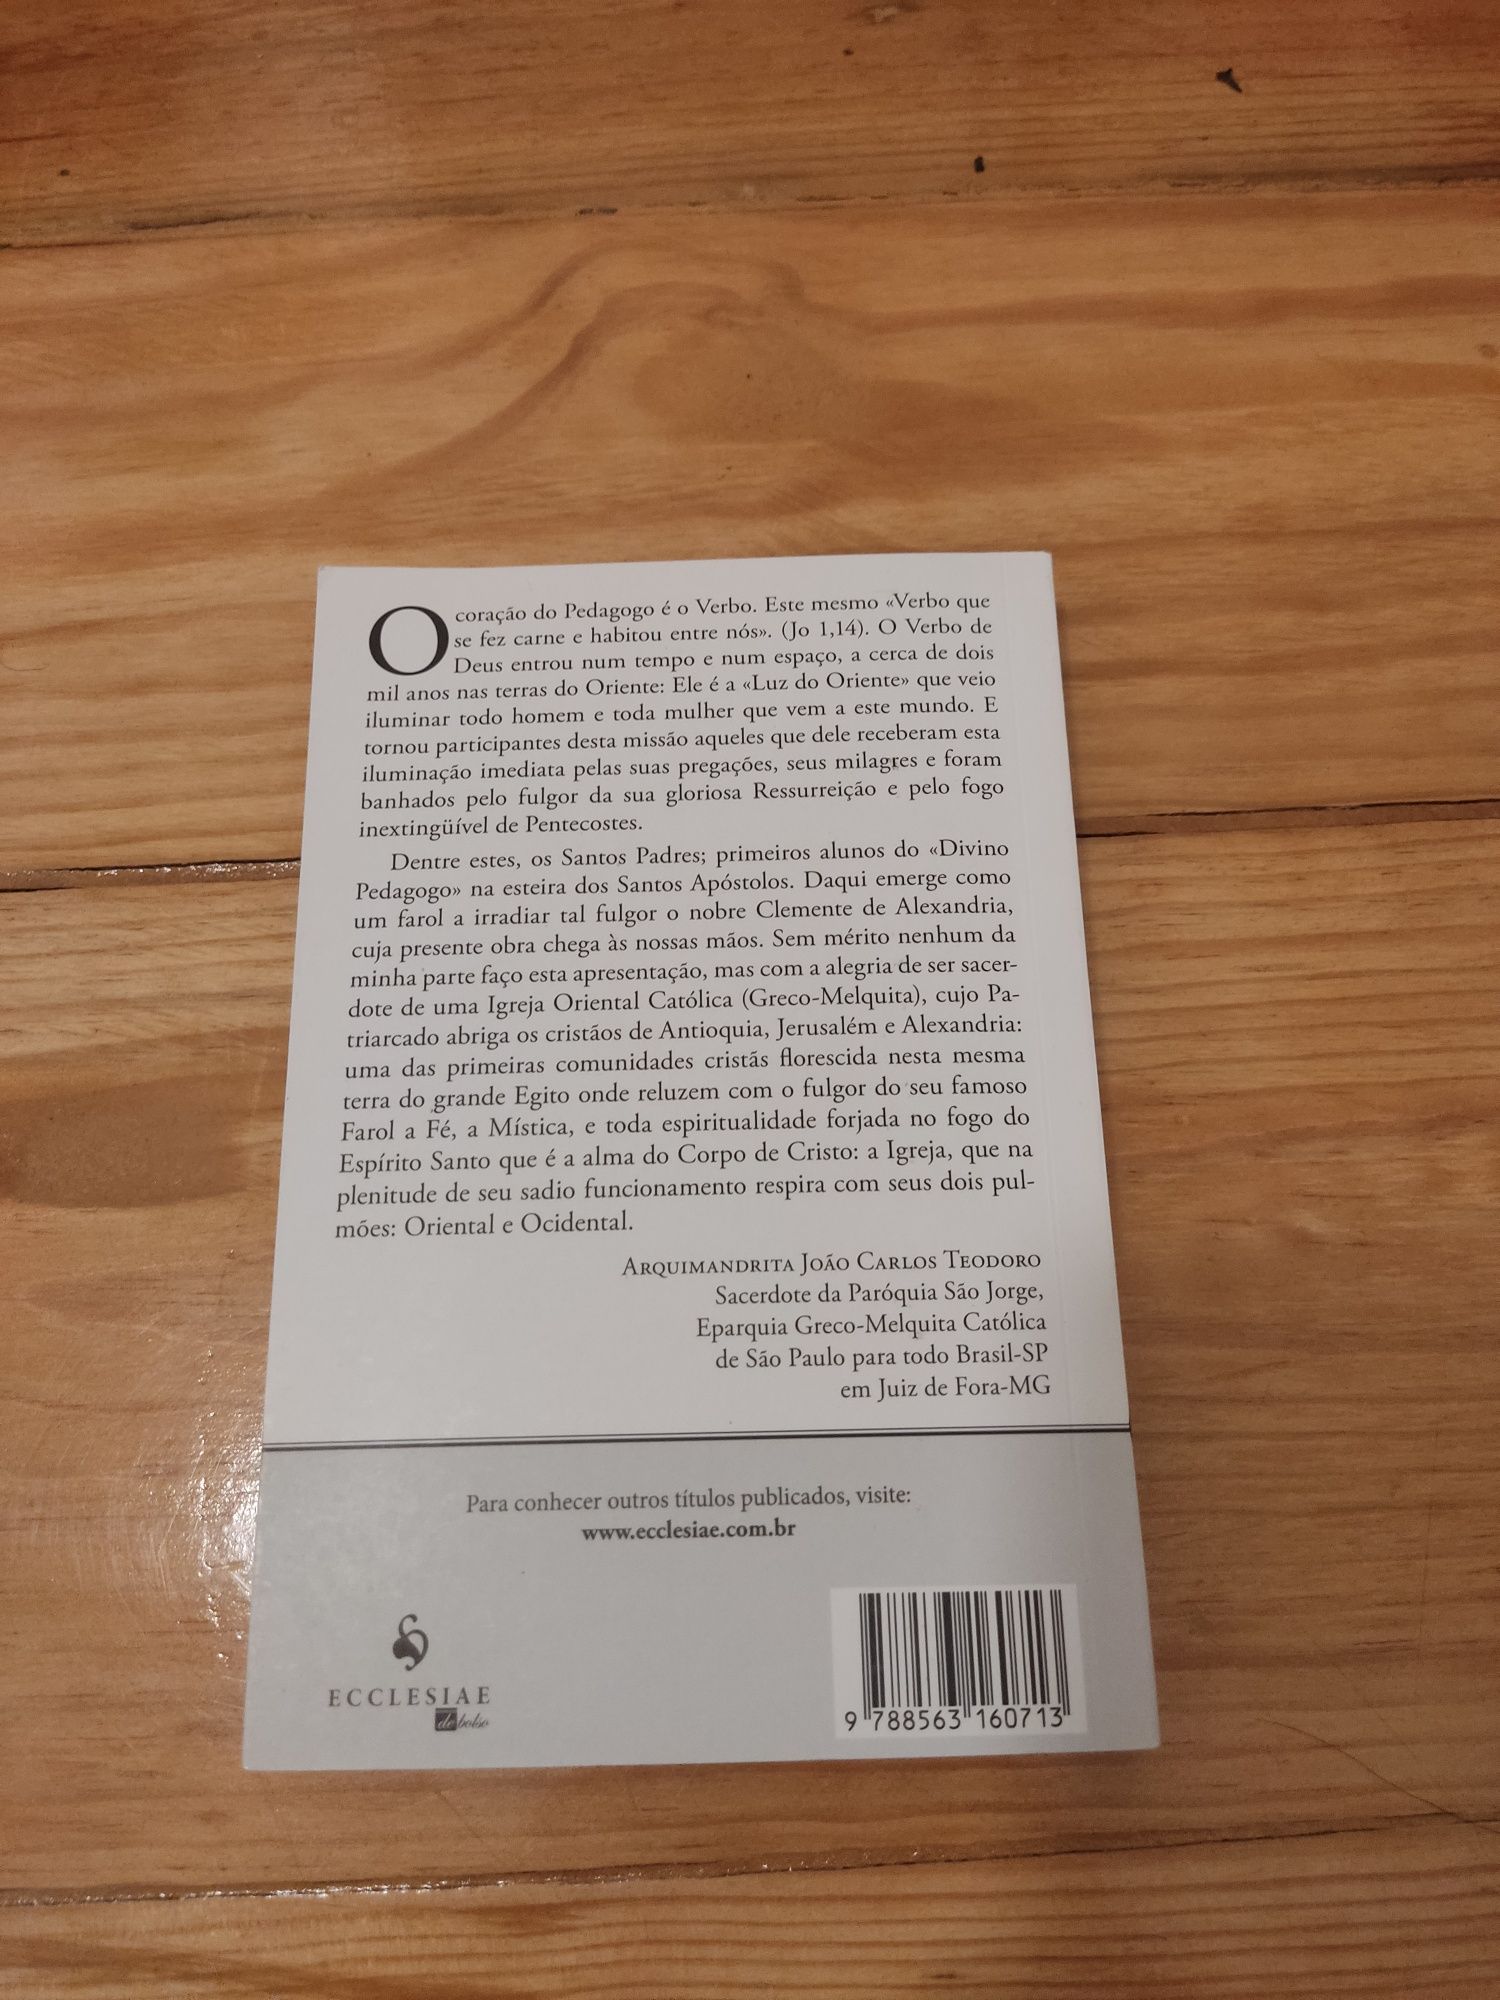 O coração do Pedagogo é o Verbo. Este mesmo «Verbo que
se fez carne e habitou entre nós». (Jo 1,14). O Verbo de
Deus entrou num tempo e num espaço, a cerca de dois
mil anos nas terras do Oriente: Ele é a «Luz do Oriente» que veio
iluminar todo homem e toda mulher que vem a este mundo. E
tornou participantes desta missão aqueles que dele receberam esta
iluminação imediata pelas suas pregações, seus milagres e foram
banhados pelo fulgor da sua gloriosa Ressurreição e pelo fogo
inextingüível de Pentecostes.
Dentre estes, os Santos Padres; primeiros alunos do «Divino
Pedagogo» na esteira dos Santos Apóstolos. Daqui emerge como
um farol a irradiar tal fulgor o nobre Clemente de Alexandria,
cuja presente obra chega às nossas mãos. Sem mérito nenhum da
minha parte faço esta apresentação, mas com a alegria de ser sacer-
dote de uma Igreja Oriental Católica (Greco-Melquita), cujo Pa-
triarcado abriga os cristãos de Antioquia, Jerusalém e Alexandria:
uma das primeiras comunidades cristãs florescida nesta mesma
terra do grande Egito onde reluzem com o fulgor do seu famoso
Farol a Fé, a Mística, e toda espiritualidade forjada no fogo do
Espírito Santo que é a alma do Corpo de Cristo: a Igreja, que na
plenitude de seu sadio funcionamento respira com seus dois pul-
mões: Oriental e Ocidental.
Arquimandrita João Carlos Teodoro
Sacerdote da Paróquia São Jorge,
Eparquia Greco-Melquita Católica
de São Paulo para todo Brasil-SP
em Juiz de Fora-MG
Para conhecer outros títulos publicados, visite:
www.ecclesiae.com.br
ECCLESIAE
de bolso
9 788563 160713